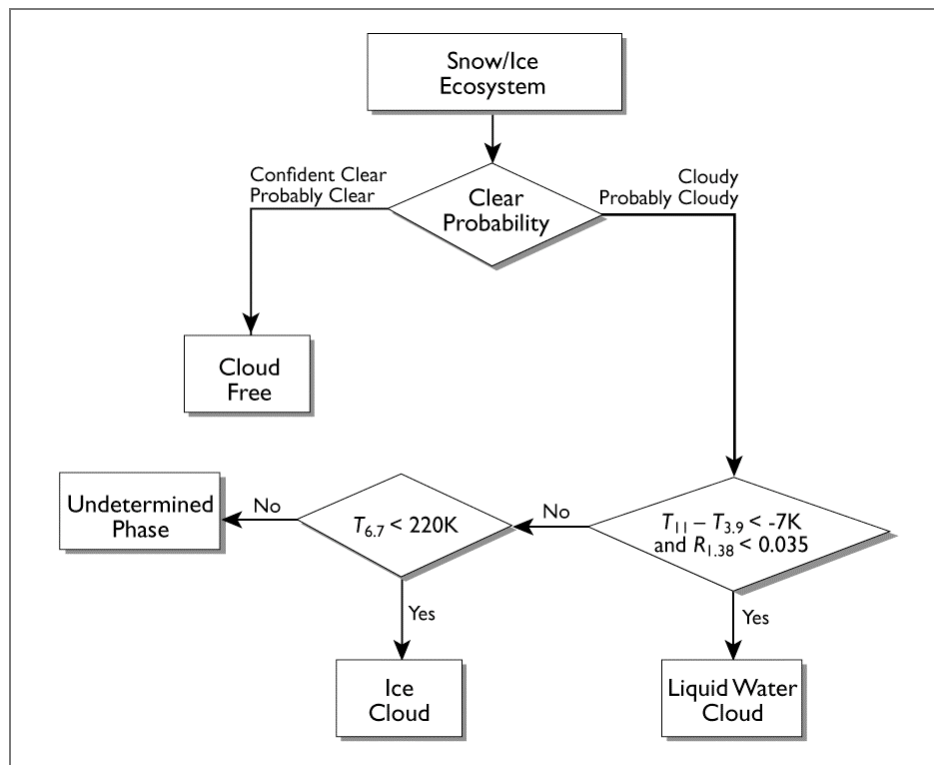 Snow/Ice
Ecosystem
Confident Clear
Probably Clear
Clear
Probability
Cloudy
Probably Cloudy
Cloud
Free
Undetermined
Phase
No
T6.7 < 220K
No
T11 – T3.9 < -7K
and R1.38 < 0.035
Yes
Yes
Ice
Cloud
Liquid Water
Cloud